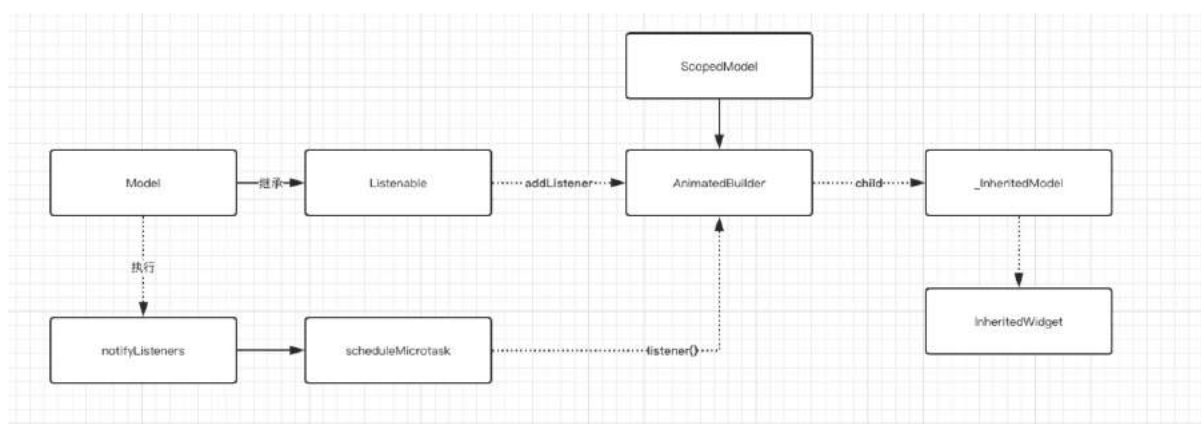 ScopedModel
Model
继承
Listenable
addListener
AnimatedBuilder
child
_InheritedModel
执行
notifyListeners
scheduleMicrotask
listener()
InheritedWidget